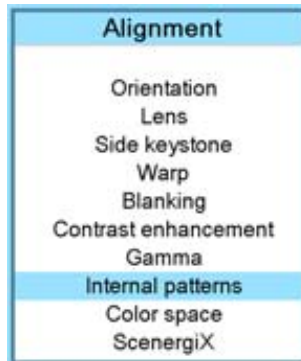 Alignment
Orientation
Lens
Side keystone
Warp
Blanking
Contrast enhancement
Gamma
Internal patterns
Color space
ScenergiX